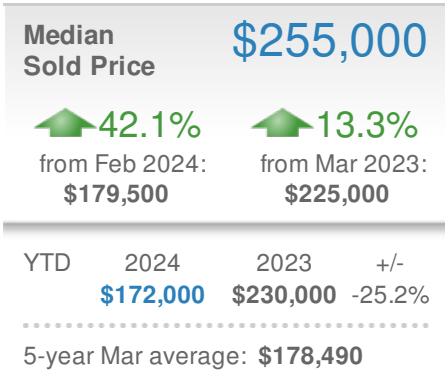 Median
Sold Price
$255,000
42.1% 13.3%
from Feb 2024: from Mar 2023:
$179,500 $225,000
YTD 2024 2023 +/-
$172,000 $230,000 -25.2%
5-year Mar average: $178,490